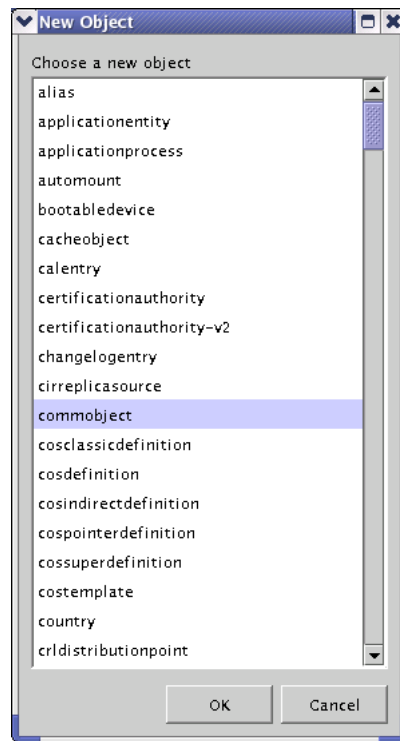 New Object
Choose a new object
alias
applicationentity
applicationprocess
automount
bootabledevice
cacheobject
calentry
certificationauthority
certificationauthority-v2
changelogentry
cirreplicasource
commobject
cosclassicdefinition
cosdefinition
cosindirectdefinition
cospointerdefinition
cossuperdefinition
costemplate
country
crldistributionpoint
OK Cancel